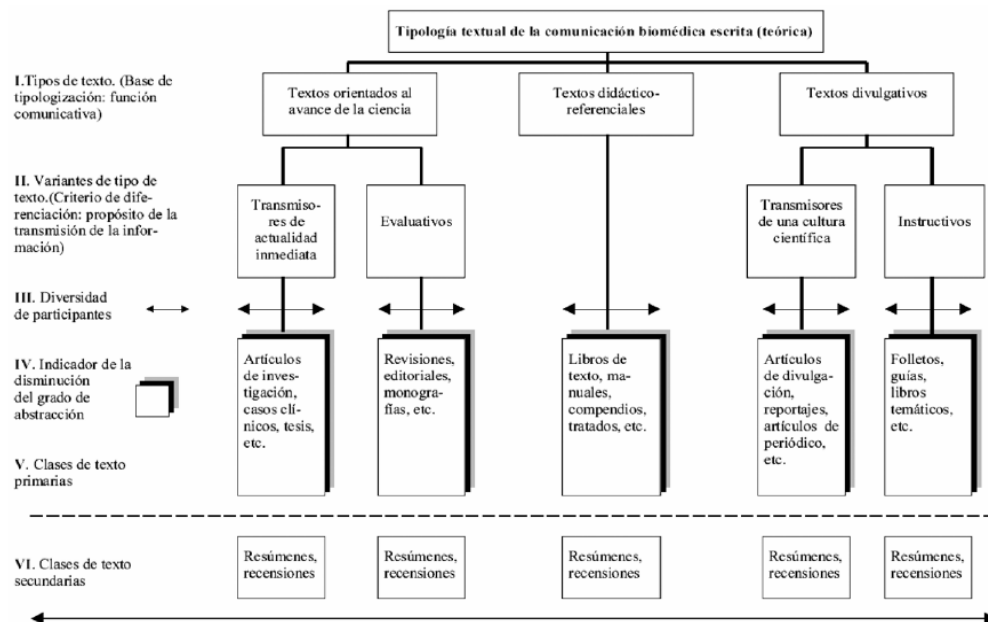 Tipología textual de la comunicación biomédica escrita (teórica)
I.Tipos de texto. (Base de
tipologización: función
comunicativa)
Textos orientados al
avance de la ciencia
Textos didáctico-
referenciales
Textos divulgativos
II. Variantes de tipo de
texto.(Criterio de dife-
renciación: propósito de la
transmisión de la infor-
mación)
Transmiso-
res de
actualidad
inmediata
Evaluativos
Transmisores
de una cultura
científica
Instructivos
III. Diversidad
de participantes
IV. Indicador de la
disminución
del grado de
abstracción
V. Clases de texto
primarias
Artículos
de inves-
tigación,
casos clí-
nicos, tesis,
etc.
Revisiones,
editoriales,
monogra-
fías, etc.
Libros de
texto, ma-
nuales,
compendios,
tratados, etc.
Artículos
de divulga-
ción,
reportajes,
artículos de
periódico,
etc.
Folletos,
guías,
libros
temáticos,
etc.
VI. Clases de texto
secundarias
Resúmenes,
recensiones
Resúmenes,
recensiones
Resúmenes,
recensiones
Resúmenes,
recensiones
Resúmenes,
recensiones